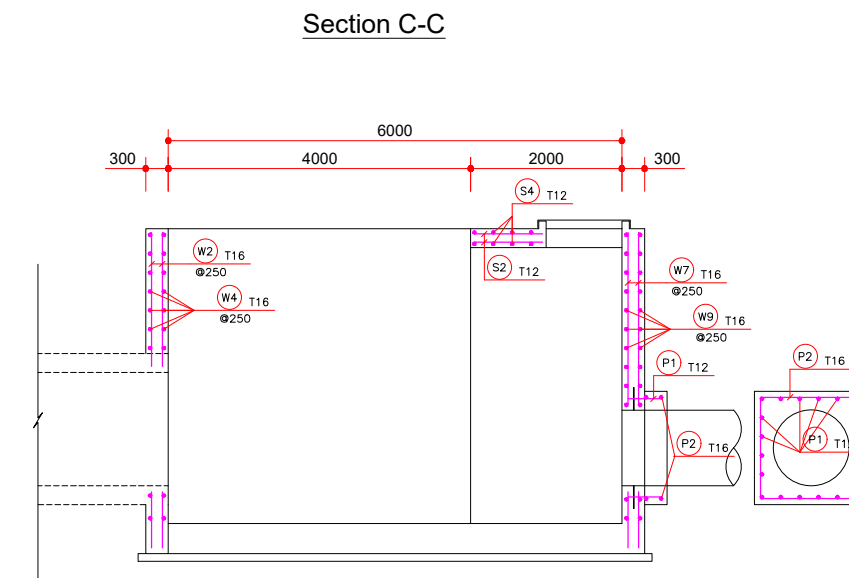 Section C-C
6000
300
4000
2000
300
S4 T12
W2 T16
@250
S2 T12
W7 T16
@250
W4 T16
@250
W9 T16
@250
P1 T12
P2 T16
P2 T16
P1